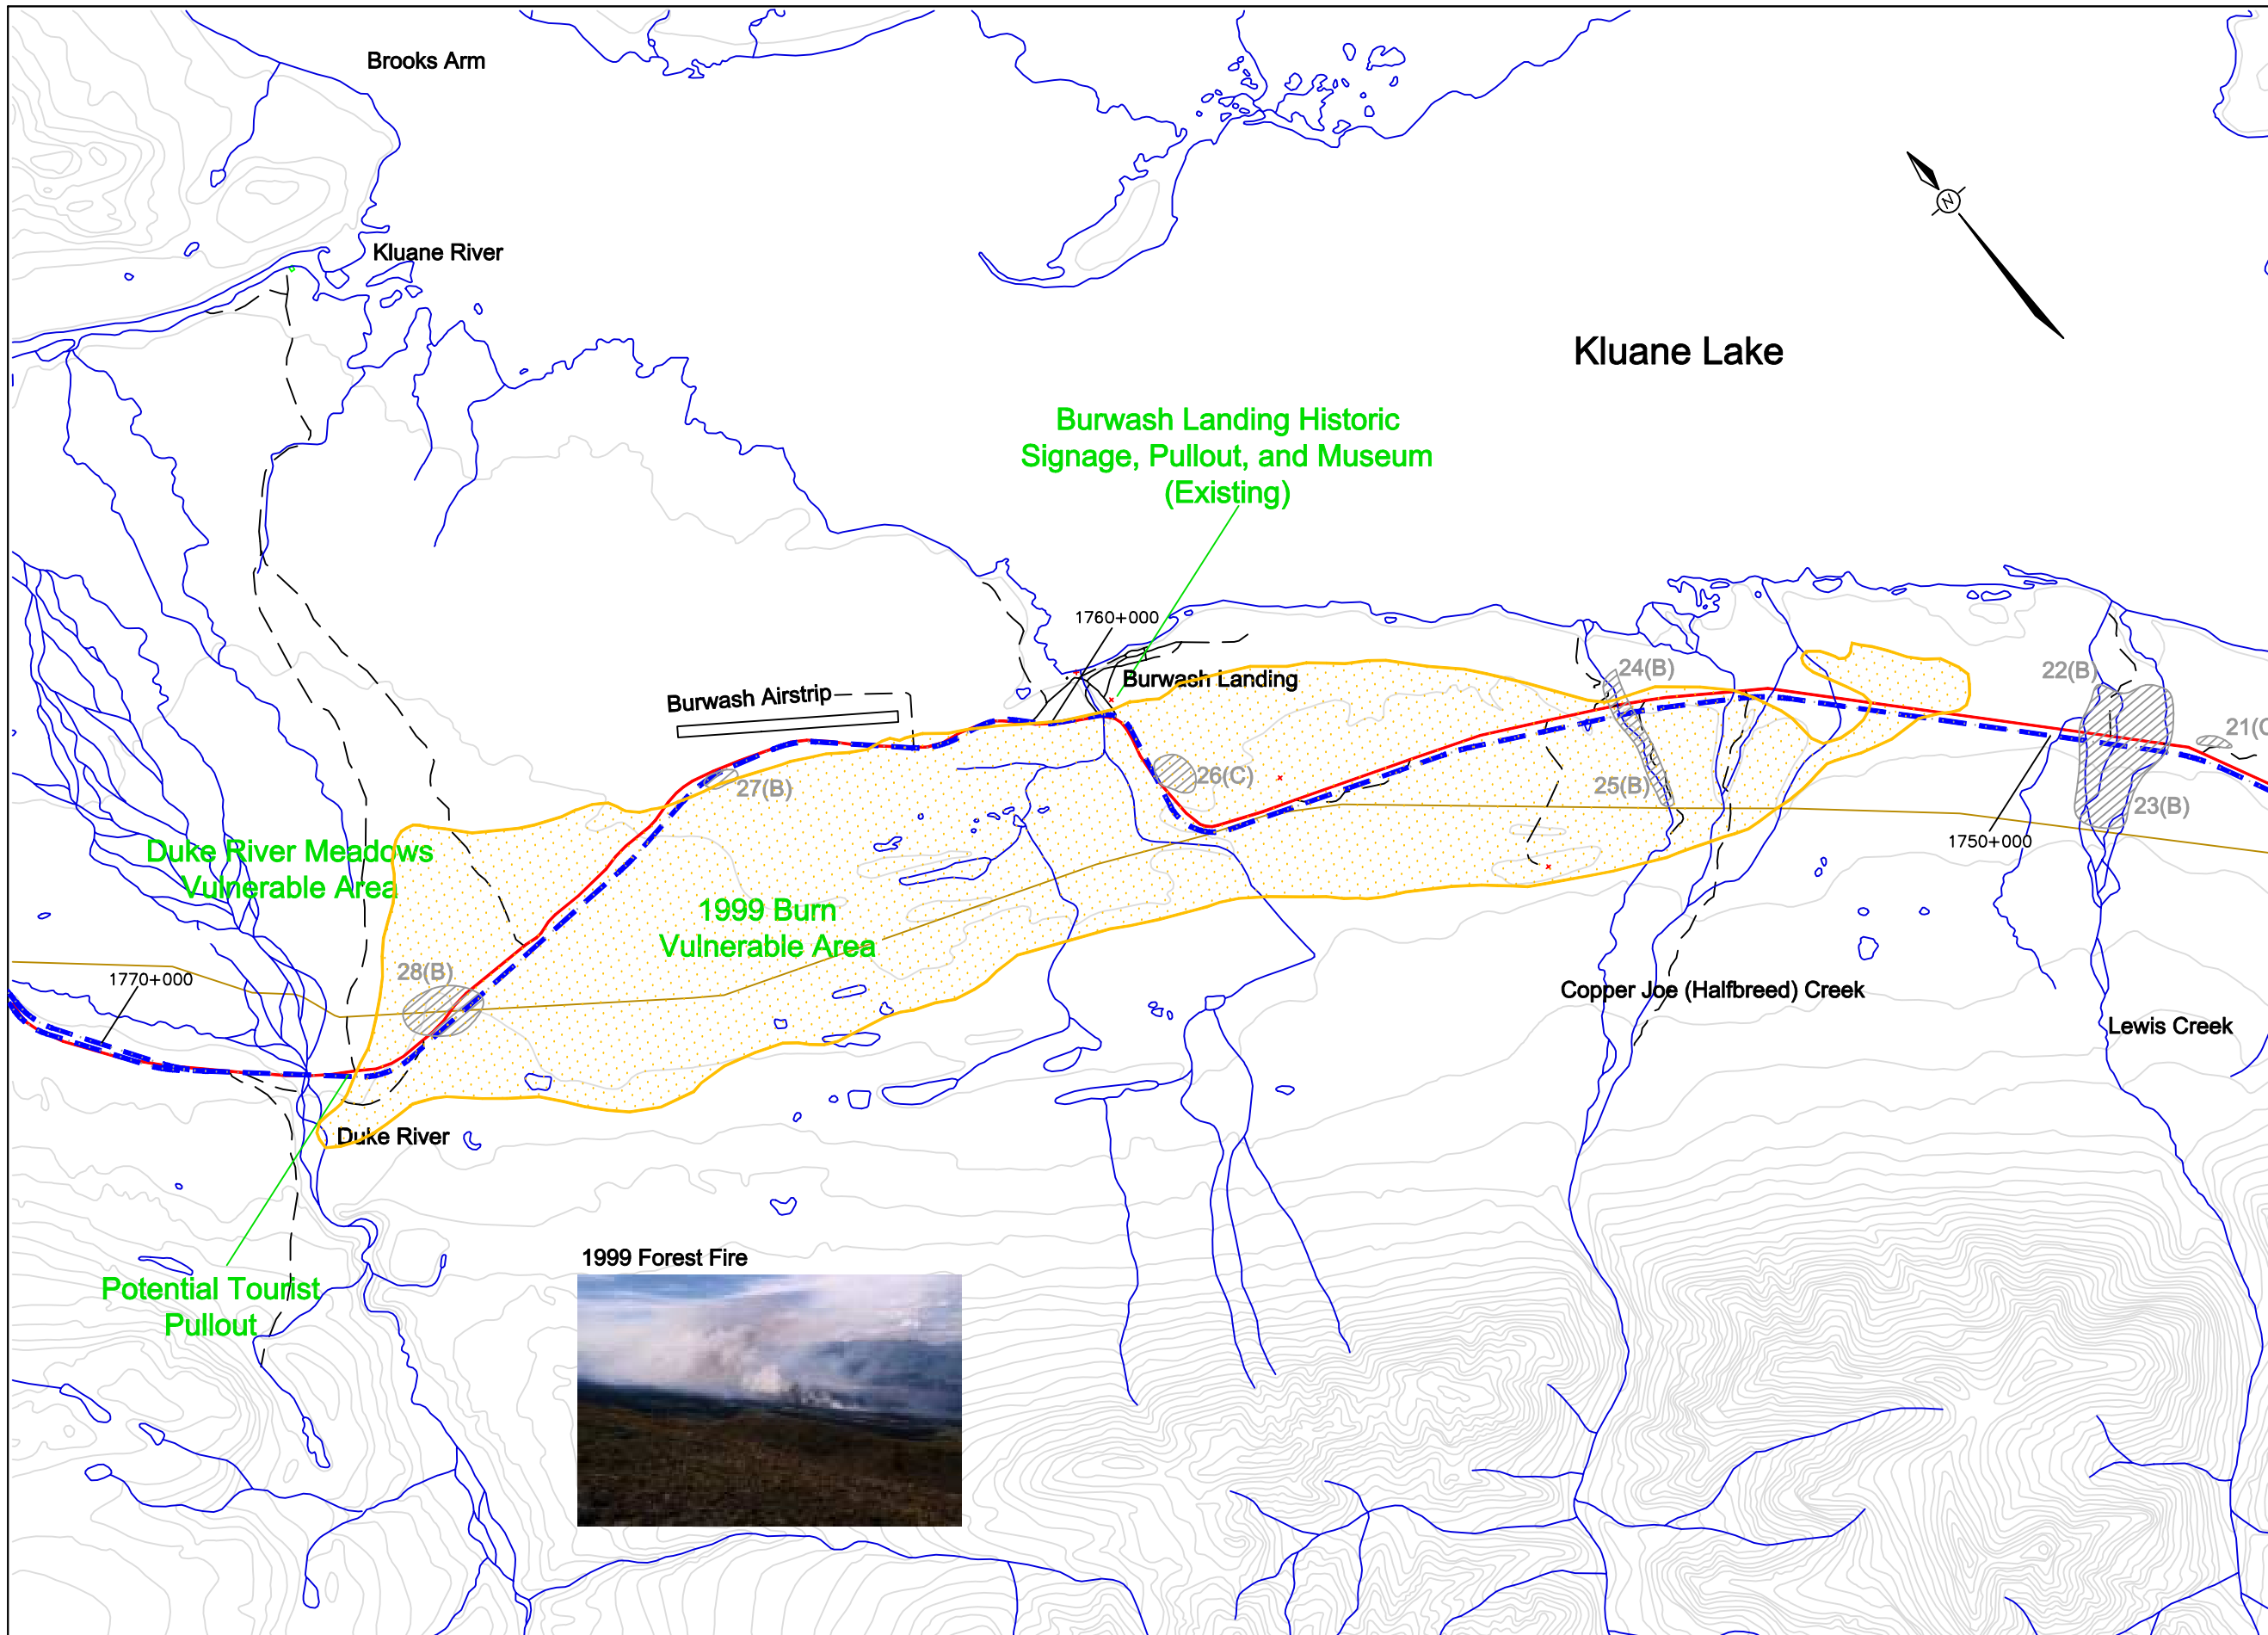 Brooks Arm
Kluane River
N
Kluane Lake
Burwash Landing Historic
Signage, Pullout, and Museum
(Existing)
1760+000
Burwash Landing
Burwash Airstrip
24(B)
22(B)
21(C
27(B)
26(C)
25(B)
23(B)
1750+000
Duke River Meadows
Vulnerable Area
1999 Burn
Vulnerable Area
28(B)
1770+000
Copper Joe (Halfbreed) Creek
Lewis Creek
Duke River
Potential Tourist
Pullout
1999 Forest Fire